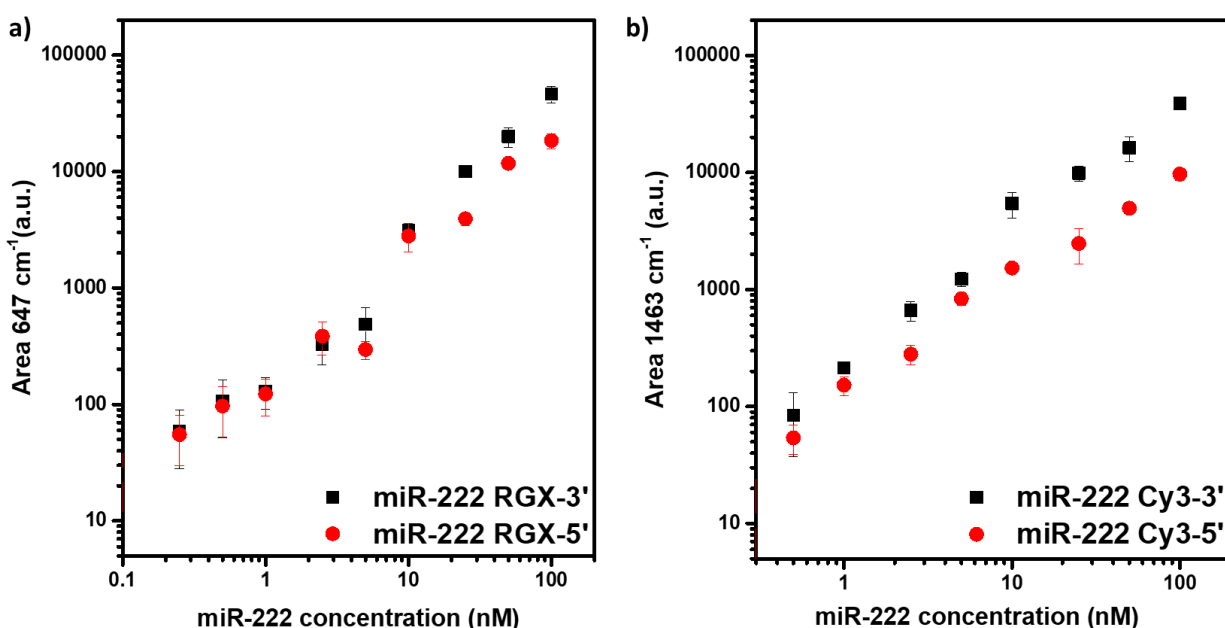 a)
100000
10000
1000
100
10
Area 647 cm⁻¹(a.u.)
miR-222 RGX-3'
miR-222 RGX-5'
0.1
1
10
100
miR-222 concentration (nM)
b)
100000
10000
1000
100
10
Area 1463 cm⁻¹ (a.u.)
miR-222 Cy3-3'
miR-222 Cy3-5'
1
10
100
miR-222 concentration (nM)